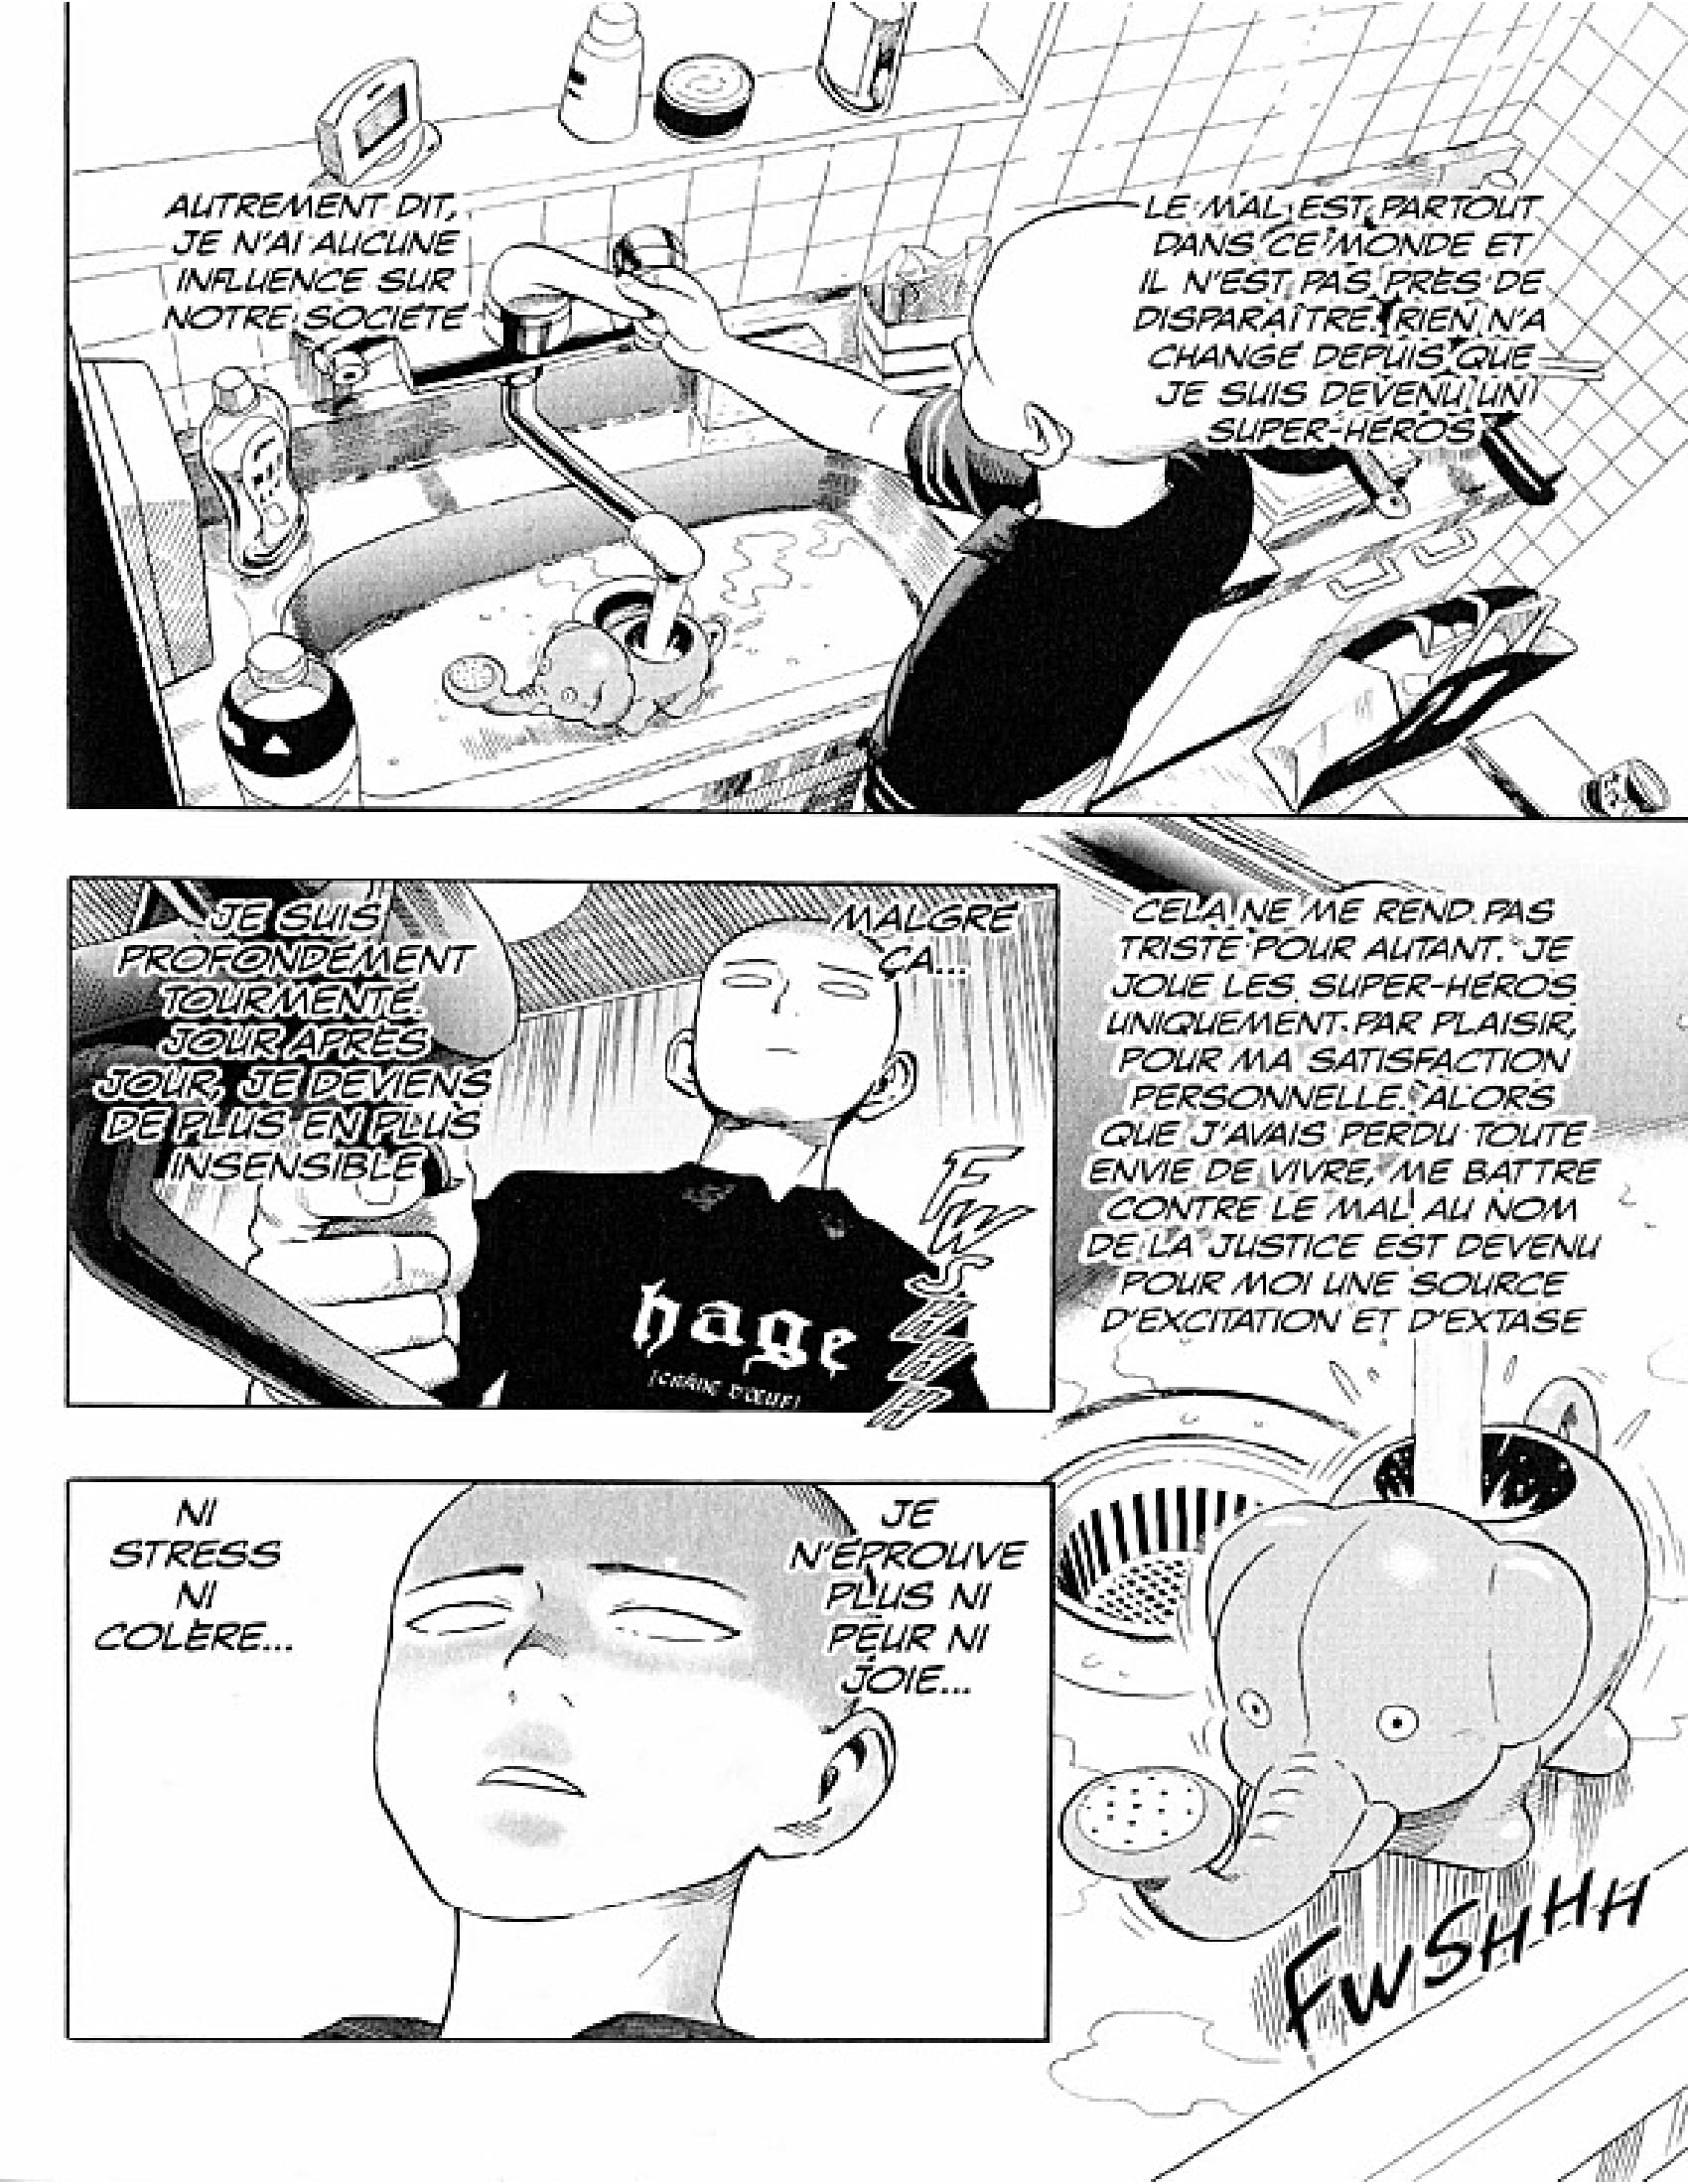 LE MAL EST PARTOUT
DANS CE MONDE ET
IL N'EST PAS PRÈS DE
DISPARAÎTRE. RIEN N'A
CHANGÉ DEPUIS QUE
JE SUIS DEVENU UN
SUPER-HÉROS
AUTREMENT DIT,
JE N'AI AUCUNE
INFLUENCE SUR
NOTRE SOCIÉTÉ
CELA NE ME REND PAS
TRISTE POUR AUTANT. JE
JOUE LES SUPER-HÉROS
UNIQUEMENT PAR PLAISIR,
POUR MA SATISFACTION
PERSONNELLE. ALORS
QUE J'AVAIS PERDU TOUTE
ENVIE DE VIVRE, ME BATTRE
CONTRE LE MAL AU NOM
DE LA JUSTICE EST DEVENU
POUR MOI UNE SOURCE
D'EXCITATION ET D'EXTASE
FWSHHH
MALGRÉ
ÇA...
JE SUIS
PROFONDÉMENT
TOURMENTÉ.
JOUR APRÈS
JOUR, JE DEVIENS
DE PLUS EN PLUS
INSENSIBLE
FWSHHHH
hage
(CRÂNE D'ŒUF)
JE
N'ÉPROUVE
PLUS NI
PEUR NI
JOIE...
NI
STRESS
NI
COLÈRE...